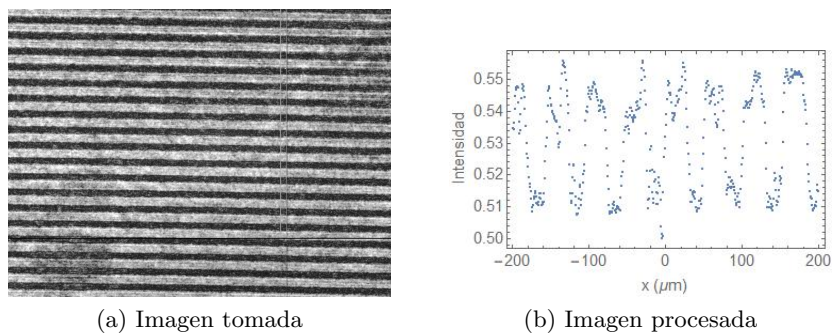 0.55
0.54
0.53
0.52
0.51
0.50
Intensidad
-200
-100
0
100
200
x (μm)
(a) Imagen tomada
(b) Imagen procesada